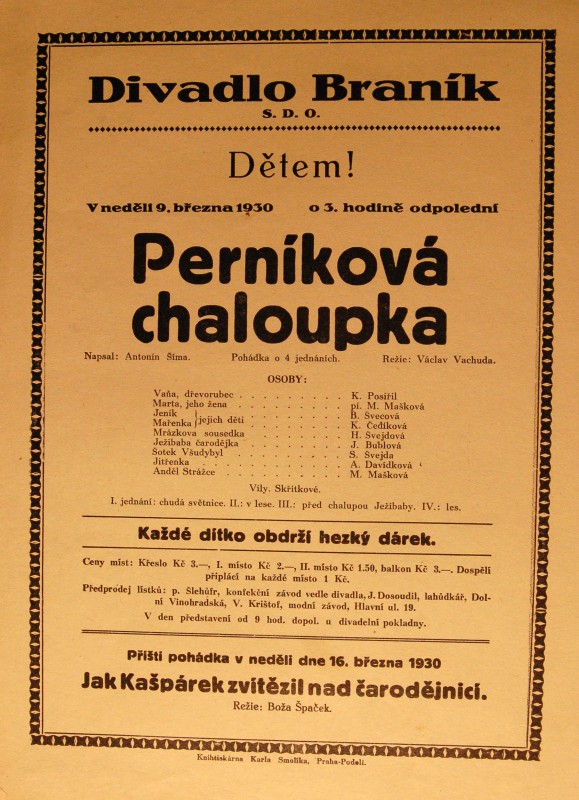 Divadlo Braník
S. D. O.
Dětem!
V neděli 9. března 1930 o 3. hodině odpolední
Perníková
chaloupka
Napsal: Antonín Šíma. Pohádka o 4 jednáních. Režie: Václav Vachuda.
OSOBY:
Vaňa, dřevorubec . . . . . . . . . K. Posířil
Marta, jeho žena . . . . . . . . . pí. M. Mašková
Jeník } jejich děti . . . . . . . . B. Švecová
Mařenka } . . . . . . . . K. Čedíková
Mrázkova sousedka . . . . . . . . H. Švejdová
Ježibaba čarodějka . . . . . . . . J. Bublová
Šotek Všudybyl . . . . . . . . . S. Švejda
Jitřenka . . . . . . . . . . . A. Davídková
Anděl Strážce . . . . . . . . . M. Mašková
Víly. Skřítkové.
I. jednání: chudá světnice. II.: v lese. III.: před chalupou Ježibaby. IV.: les.
Každé dítko obdrží hezký dárek.
Ceny míst: Křeslo Kč 3.—, I. místo Kč 2.—, II. místo Kč 1.50, balkon Kč 3.—. Dospělí
připlácí na každé místo 1 Kč.
Předprodej lístků: p. Šlehůfr, konfekční závod vedle divadla, J. Dosoudil, lahůdkář, Dol-
ní Vinohradská, V. Krištof, modní závod, Hlavní ul. 19.
V den představení od 9 hod. dopol. u divadelní pokladny.
Příští pohádka v neděli dne 16. března 1930
Jak Kašpárek zvítězil nad čarodějnicí.
Režie: Boža Špaček.
Knihtiskárna Karla Smolíka, Praha-Podolí.